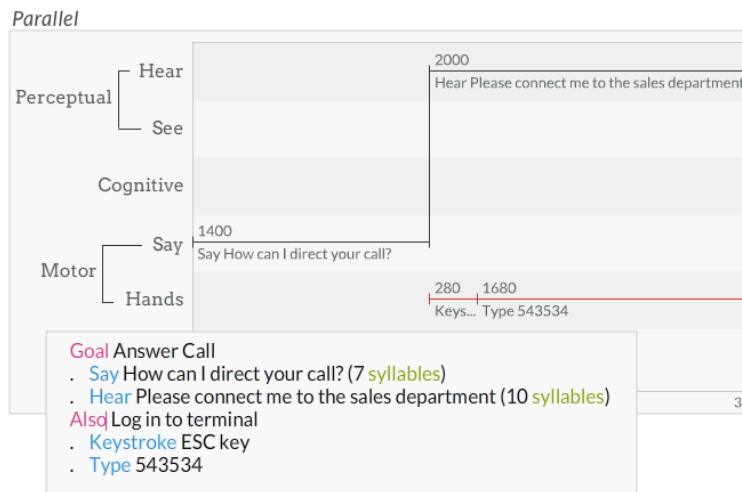 Parallel
2000
Hear
Hear Please connect me to the sales department
Perceptual
See
Cognitive
1400
Say
Say How can I direct your call?
Motor
280 1680
Hands
Keys... Type 543534
Goal Answer Call
. Say How can I direct your call? (7 syllables)
. Hear Please connect me to the sales department (10 syllables)
Also Log in to terminal
. Keystroke ESC key
. Type 543534
3